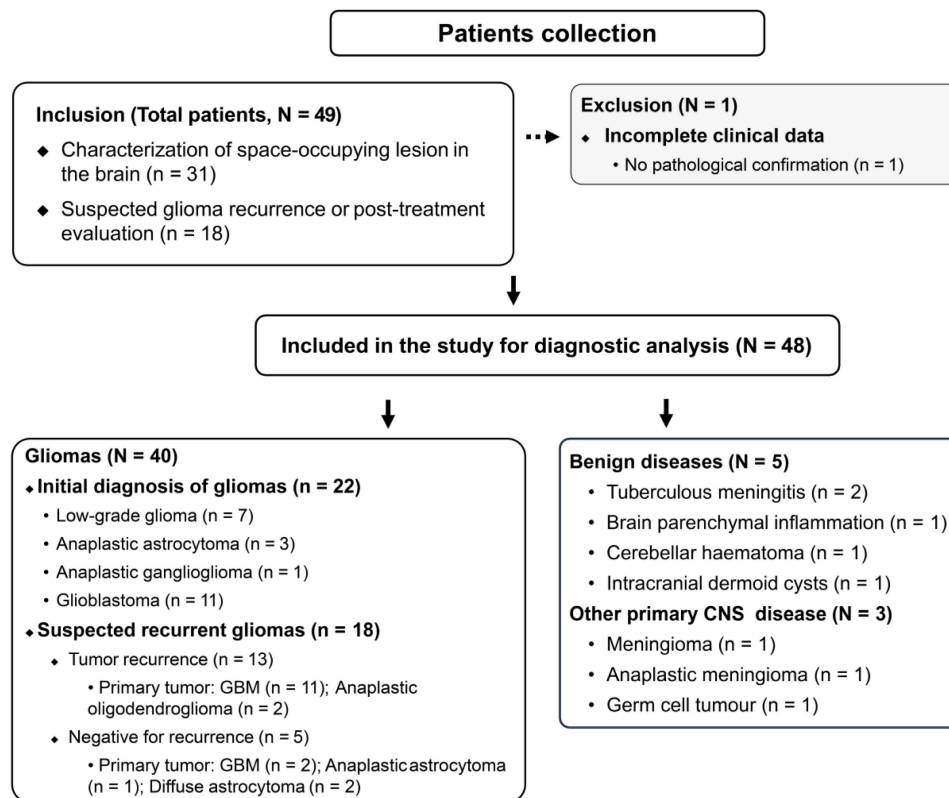 Patients collection
Inclusion (Total patients, N = 49)
◆ Characterization of space-occupying lesion in
the brain (n = 31)
◆ Suspected glioma recurrence or post-treatment
evaluation (n = 18)
Exclusion (N = 1)
◆ Incomplete clinical data
• No pathological confirmation (n = 1)
Included in the study for diagnostic analysis (N = 48)
Gliomas (N = 40)
◆ Initial diagnosis of gliomas (n = 22)
• Low-grade glioma (n = 7)
• Anaplastic astrocytoma (n = 3)
• Anaplastic ganglioglioma (n = 1)
• Glioblastoma (n = 11)
◆ Suspected recurrent gliomas (n = 18)
◆ Tumor recurrence (n = 13)
• Primary tumor: GBM (n = 11); Anaplastic
oligodendroglioma (n = 2)
◆ Negative for recurrence (n = 5)
• Primary tumor: GBM (n = 2); Anaplastic astrocytoma
(n = 1); Diffuse astrocytoma (n = 2)
Benign diseases (N = 5)
• Tuberculous meningitis (n = 2)
• Brain parenchymal inflammation (n = 1)
• Cerebellar haematoma (n = 1)
• Intracranial dermoid cysts (n = 1)
Other primary CNS disease (N = 3)
• Meningioma (n = 1)
• Anaplastic meningioma (n = 1)
• Germ cell tumour (n = 1)